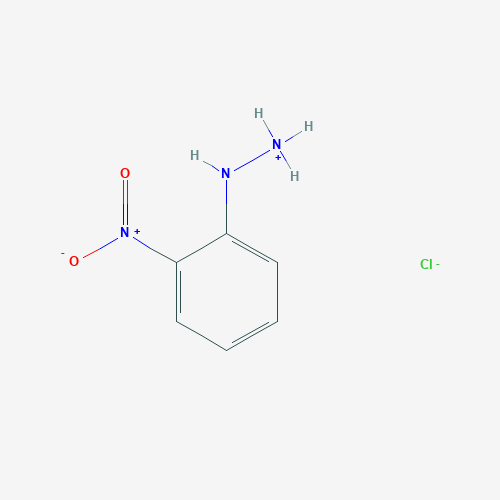 H H
H N +
N H
O
N +
- O
Cl -